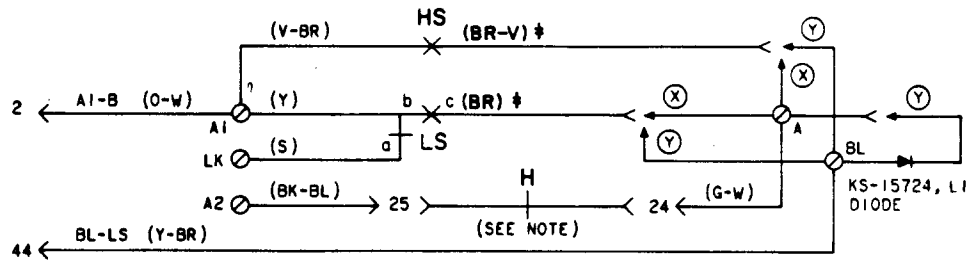 HS
(V-BR) (BR-V) ‡ Y
X
2 A1-B (O-W) (Y) b c (BR) ‡ X Y
A1 a LS A
Y BL
LK (S)
H
A2 (BK-BL) 25 24 (G-W) KS-15724, L1
(SEE NOTE) DIODE
44 BL-LS (Y-BR)